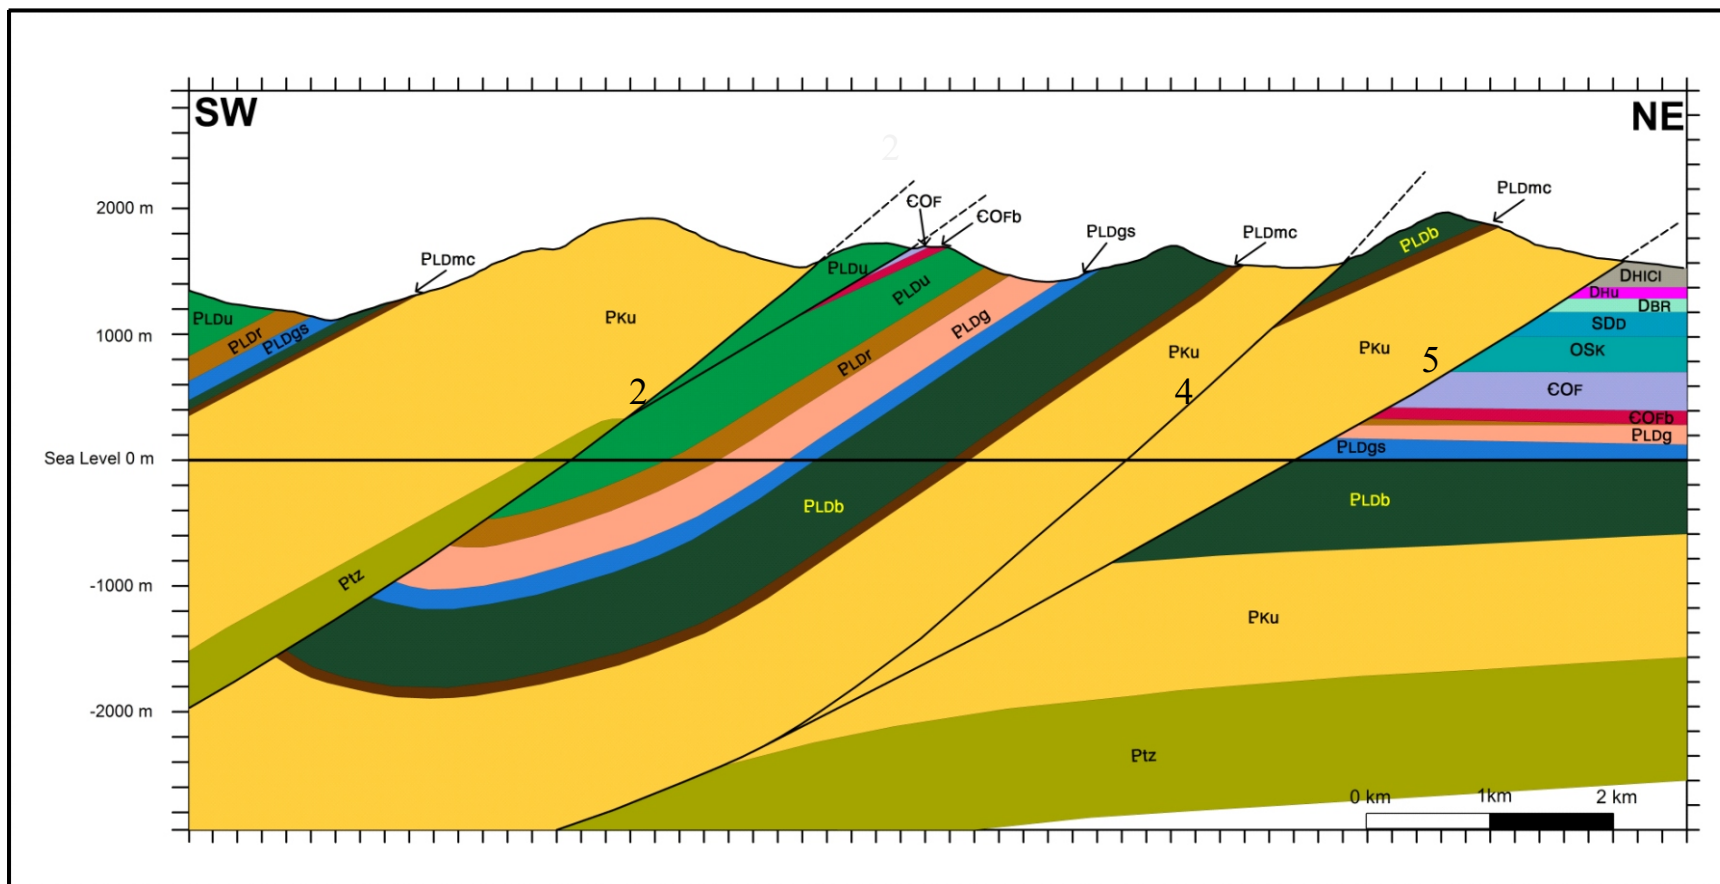 SW
NE
2
2000 m
1000 m
Sea Level 0 m
-1000 m
-2000 m
PLDmc
ЄOF
ЄOFb
PLDgs
PLDmc
PLDmc
PLDb
PLDu
PLDu
PLDu
PLDr
PLDgs
PKu
PLDr
PLDg
PKu
PKu
DHICI
DHU
DBR
SDD
OSK
ЄOF
ЄOFb
PLDg
PLDgs
2
4
5
PLDb
PLDb
Ptz
PKu
Ptz
0 km 1km 2 km